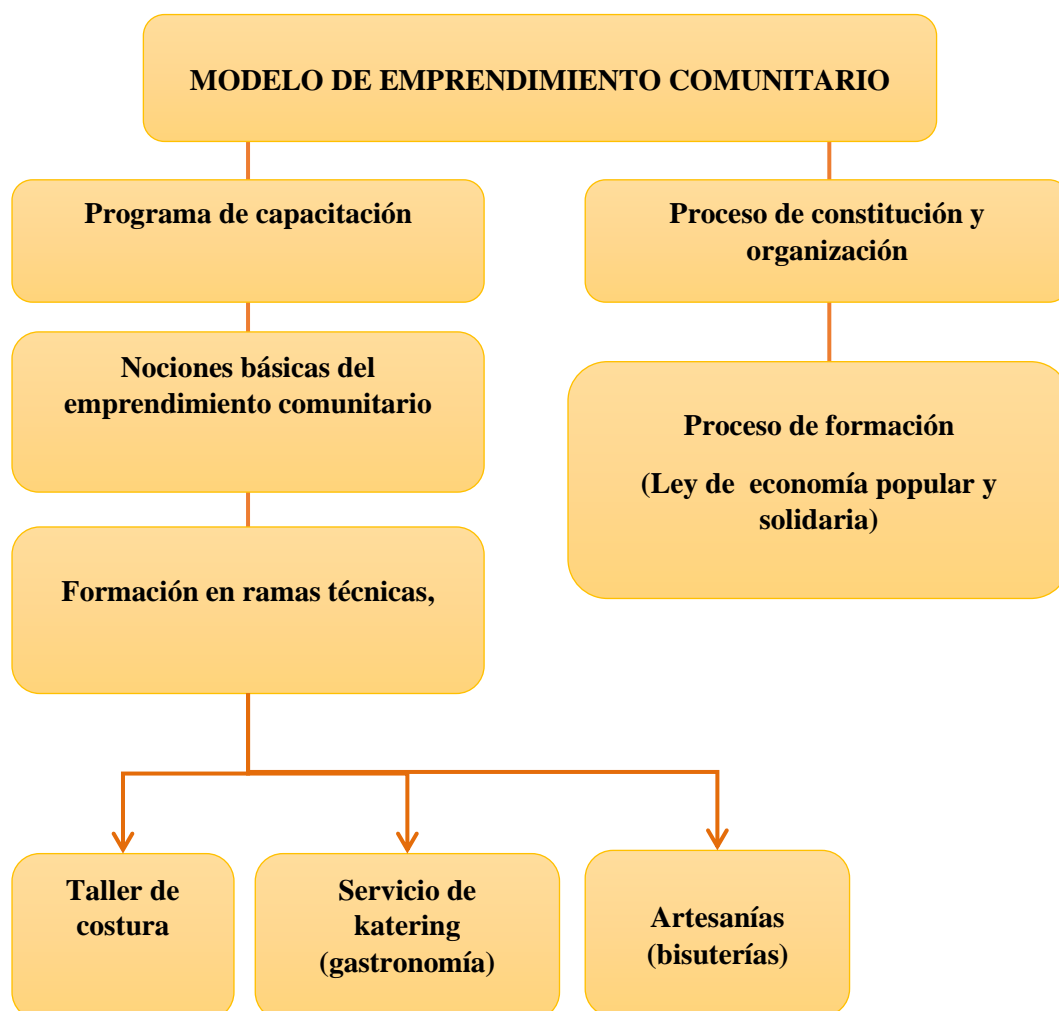 MODELO DE EMPRENDIMIENTO COMUNITARIO
Programa de capacitación
Proceso de constitución y
organización
Nociones básicas del
emprendimiento comunitario
Proceso de formación
(Ley de economía popular y
solidaria)
Formación en ramas técnicas,
Taller de
costura
Servicio de
katering
(gastronomía)
Artesanías
(bisuterías)